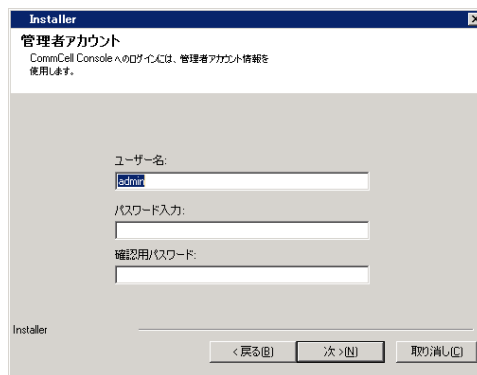 Installer
管理者アカウント
CommCell Console へのログインには、管理者アカウント情報を
使用します。
ユーザー名:
admin
パスワード入力:
確認用パスワード:
Installer
< 戻る(B)
次 >(N)
取り消し(C)